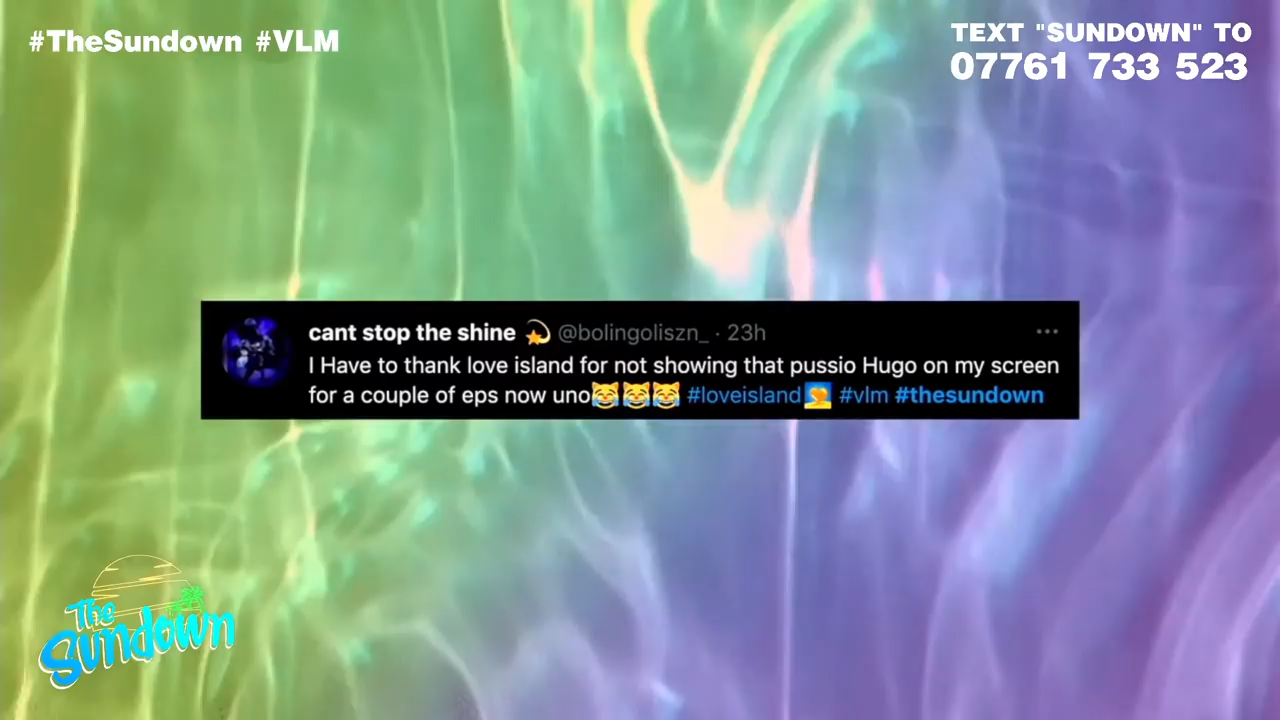 #TheSundown #VLM
TEXT "SUNDOWN" TO
07761 733 523
cant stop the shine 💫 @bolingoliszn_ · 23h
I Have to thank love island for not showing that pussio Hugo on my screen
for a couple of eps now uno😹😹😹 #loveisland #vlm #thesundown
The
Sundown